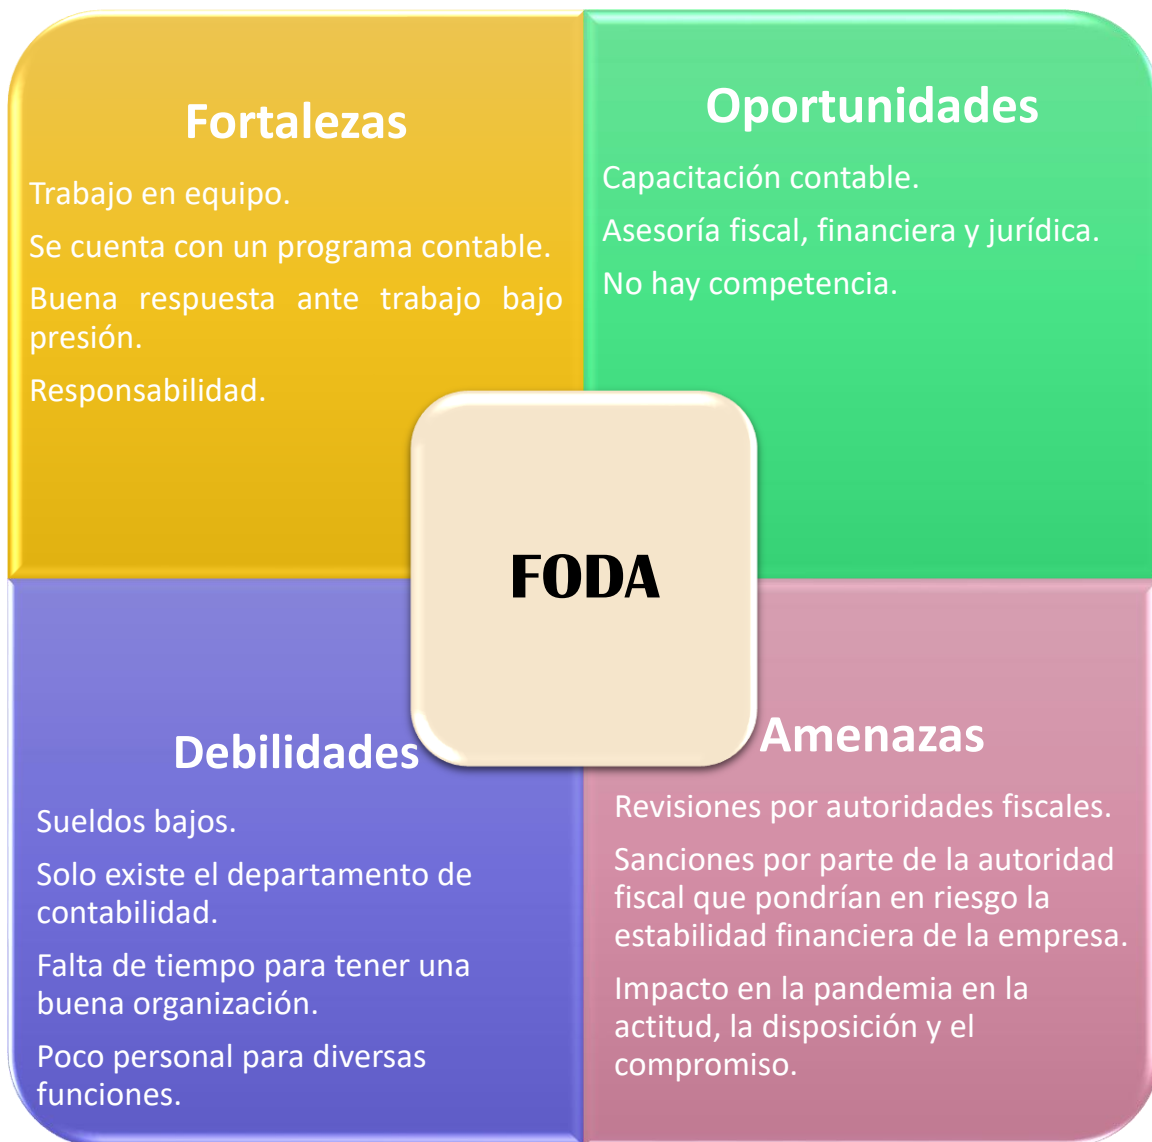 Fortalezas
Trabajo en equipo.
Se cuenta con un programa contable.
Buena respuesta ante trabajo bajo
presión.
Responsabilidad.
Oportunidades
Capacitación contable.
Asesoría fiscal, financiera y jurídica.
No hay competencia.
FODA
Debilidades
Sueldos bajos.
Solo existe el departamento de
contabilidad.
Falta de tiempo para tener una
buena organización.
Poco personal para diversas
funciones.
Amenazas
Revisiones por autoridades fiscales.
Sanciones por parte de la autoridad
fiscal que pondrían en riesgo la
estabilidad financiera de la empresa.
Impacto en la pandemia en la
actitud, la disposición y el
compromiso.